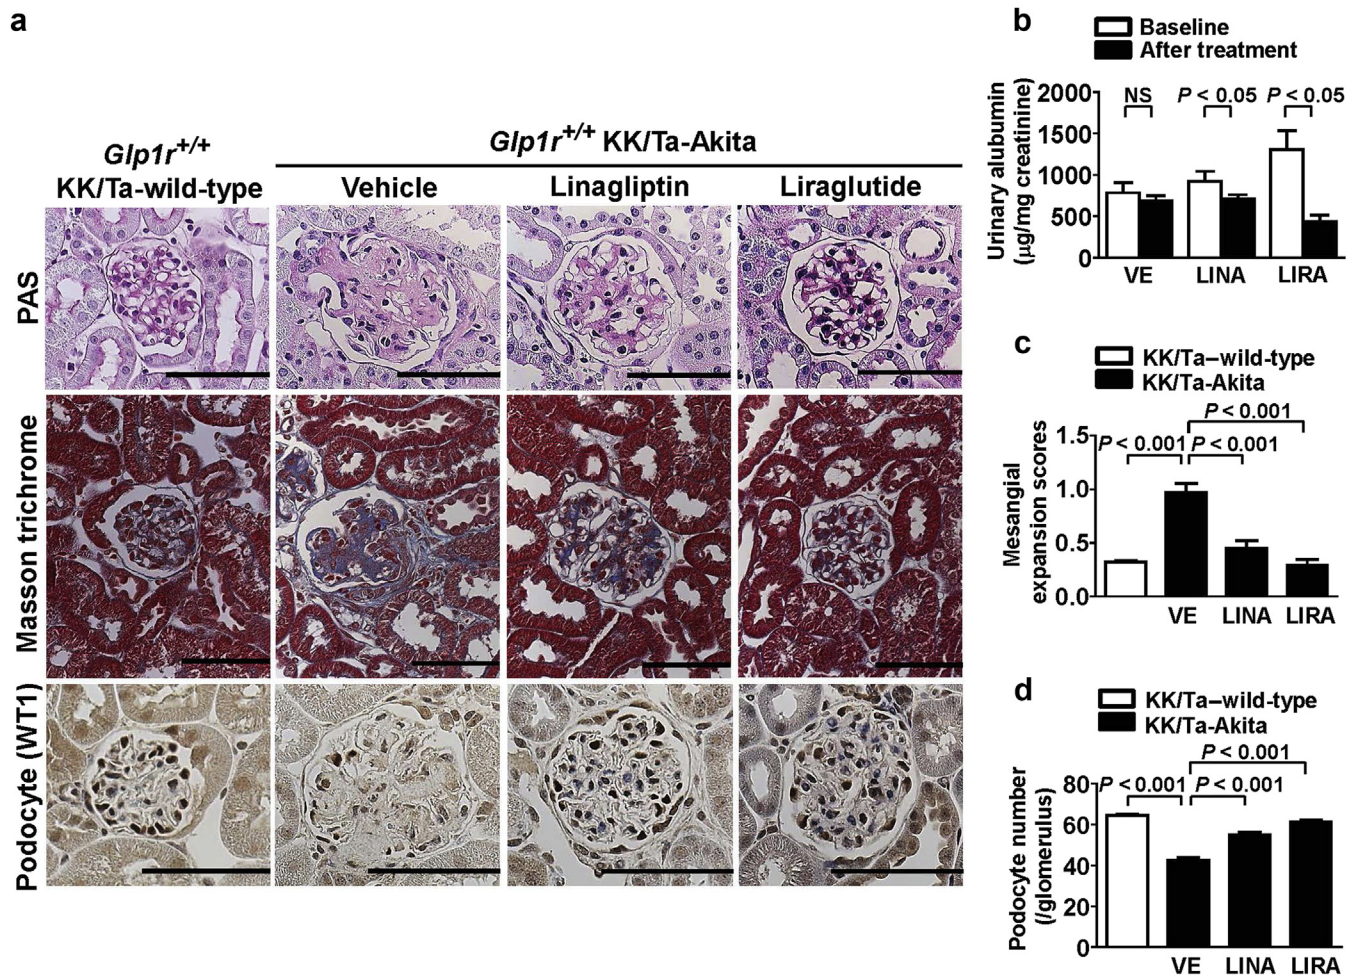 a
Glp1r+/+
KK/Ta-wild-type
Glp1r+/+ KK/Ta-Akita
Vehicle
Linagliptin
Liraglutide
PAS
Masson trichrome
Podocyte (WT1)
b
Baseline
After treatment
Urinary alubumin
(μg/mg creatinine)
2000
1500
1000
500
0
NS
P < 0.05
P < 0.05
VE
LINA
LIRA
c
KK/Ta–wild-type
KK/Ta-Akita
Mesangial
expansion scores
1.5
1.0
0.5
0.0
P < 0.001
P < 0.001
P < 0.001
VE
LINA
LIRA
d
KK/Ta–wild-type
KK/Ta-Akita
Podocyte number
(/glomerulus)
80
60
40
20
0
P < 0.001
P < 0.001
P < 0.001
VE
LINA
LIRA